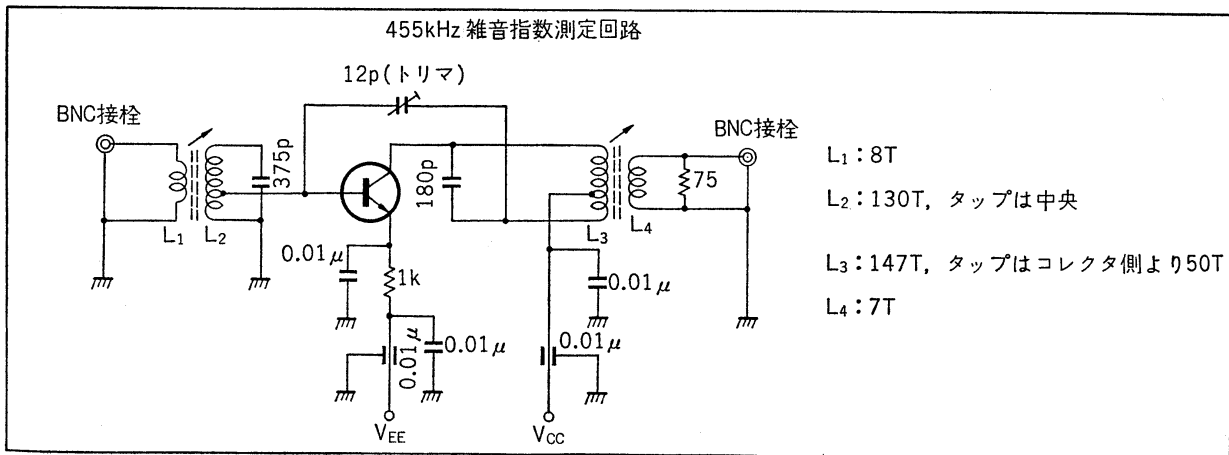 455kHz 雑音指数測定回路
12p(トリマ)
BNC接栓
BNC接栓
375p
180p
75
L₁
L₂
L₃
L₄
0.01μ
1k
0.01μ
0.01μ
0.01μ
0.01μ
VEE
VCC
L₁：8T
L₂：130T，タップは中央
L₃：147T，タップはコレクタ側より50T
L₄：7T